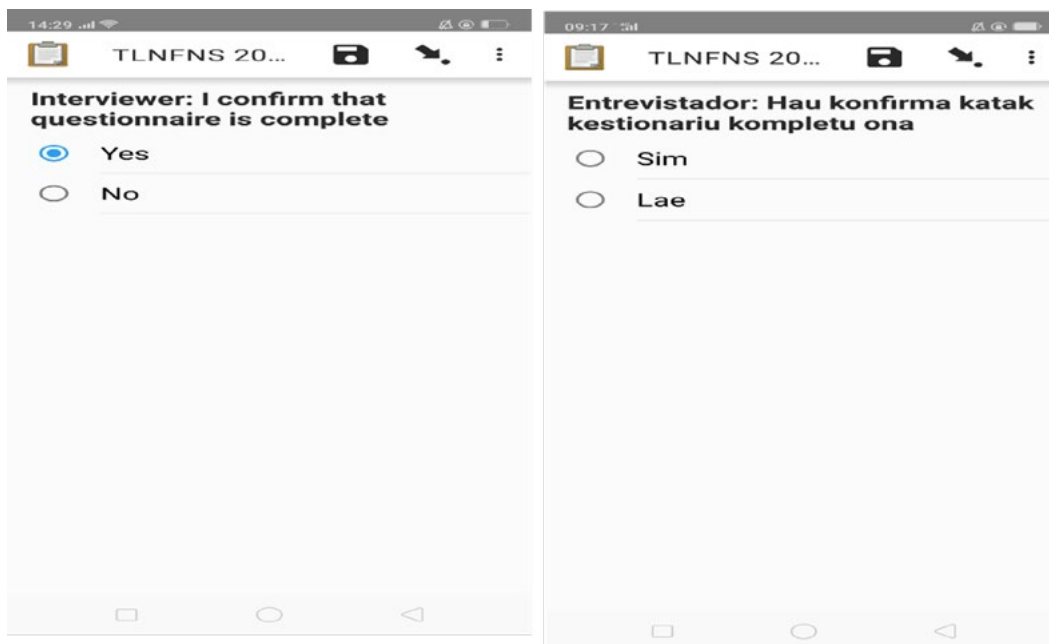 14:29
TLNFNS 20...
Interviewer: I confirm that
questionnaire is complete
Yes
No
09:17
TLNFNS 20...
Entrevistador: Hau konfirma katak
kestionariu kompletu ona
Sim
Lae